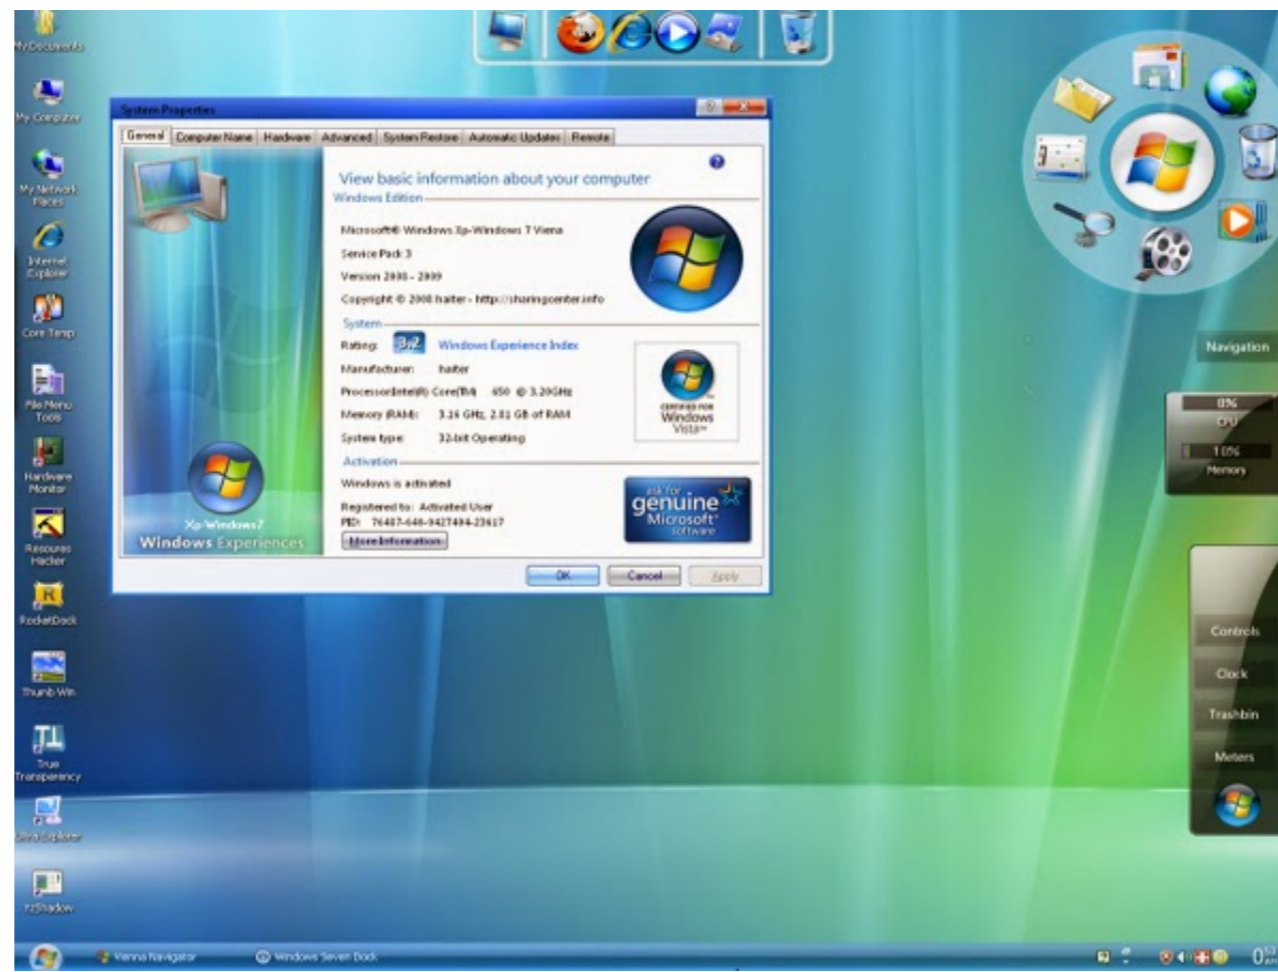 My Documents
My Computer
My Network
Places
Internet
Explorer
Core Temp
File Menu
Tools
Hardware
Monitor
Resource
Hacker
R
RocketDock
Thumb Win
True
Transparency
System Properties
General Computer Name Hardware Advanced System Restore Automatic Updates Remote
View basic information about your computer
Windows Edition
Microsoft® Windows Xp-Windows 7 Viena
Service Pack 3
Version 2008 - 2009
Copyright © 2008 haiter - http://sharingcenter.info
System
Rating: 3,2 Windows Experience Index
Manufacturer: haiter
Processor:Intel(R) Core(TM) 650 @ 3.20GHz
Memory (RAM): 3.16 GHz, 2.81 GB of RAM
System type: 32-bit Operating
CERTIFIED FOR
Windows
Vista™
Activation
Windows is activated
Registered to: Activated User
PID: 76487-640-9427494-23617
More Information
ask for
genuine
Microsoft®
software
Xp-Windows7
Windows Experiences
OK Cancel Apply
Navigation
0%
CPU
Memory
Controls
Clock
Trashbin
Meters
Vienna Navigator
Windows Seven Dock